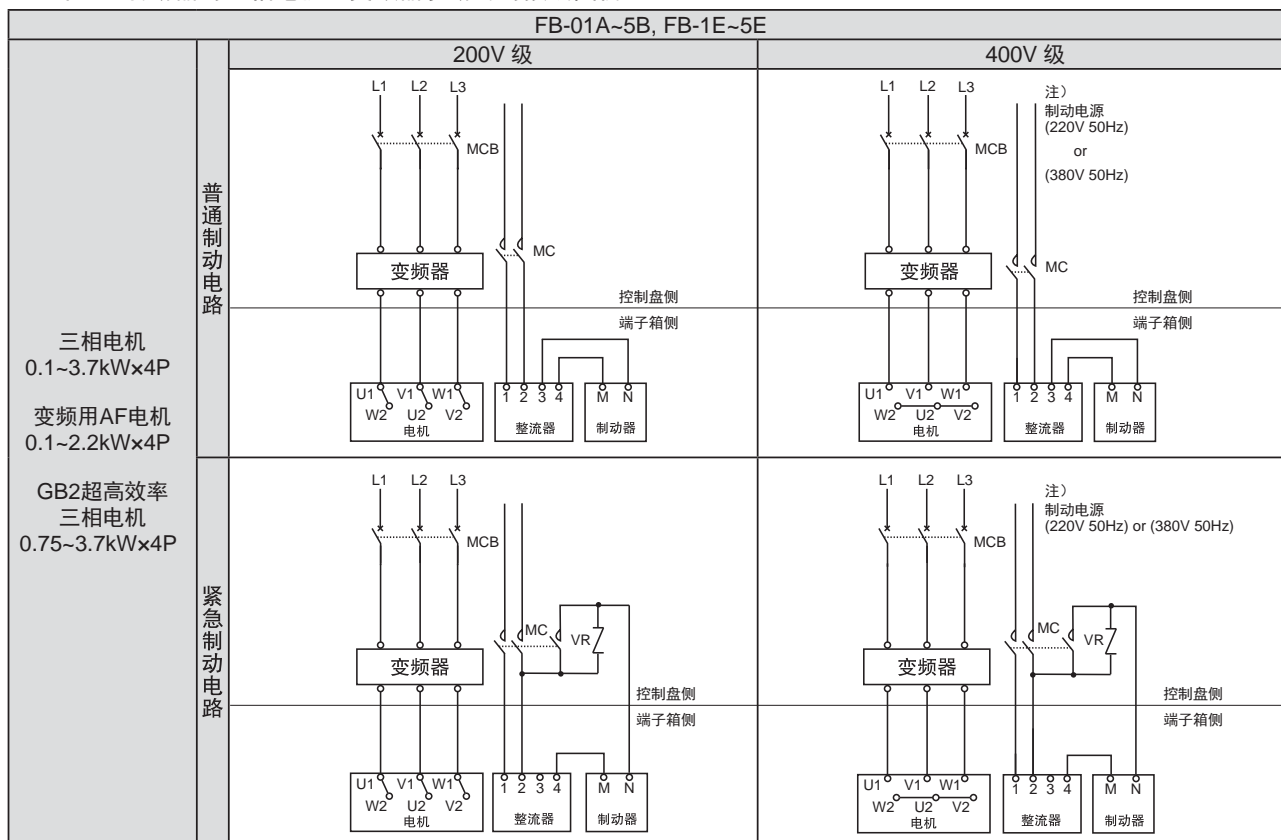 FB-01A~5B, FB-1E~5E
200V 级
400V 级
三相电机
0.1~3.7kW×4P
变频用AF电机
0.1~2.2kW×4P
GB2超高效率
三相电机
0.75~3.7kW×4P
普通制动电路
L1 L2 L3
MCB
MC
变频器
控制盘侧
端子箱侧
U1 V1 W1
W2 U2 V2
电机
1 2 3 4
整流器
M N
制动器
L1 L2 L3
注）
制动电源
(220V 50Hz)
or
(380V 50Hz)
MCB
MC
变频器
控制盘侧
端子箱侧
U1 V1 W1
W2 U2 V2
电机
1 2 3 4
整流器
M N
制动器
紧急制动电路
L1 L2 L3
MCB
MC
VR
变频器
控制盘侧
端子箱侧
U1 V1 W1
W2 U2 V2
电机
1 2 3 4
整流器
M N
制动器
L1 L2 L3
注）
制动电源
(220V 50Hz) or (380V 50Hz)
MCB
MC
VR
变频器
控制盘侧
端子箱侧
U1 V1 W1
W2 U2 V2
电机
1 2 3 4
整流器
M N
制动器